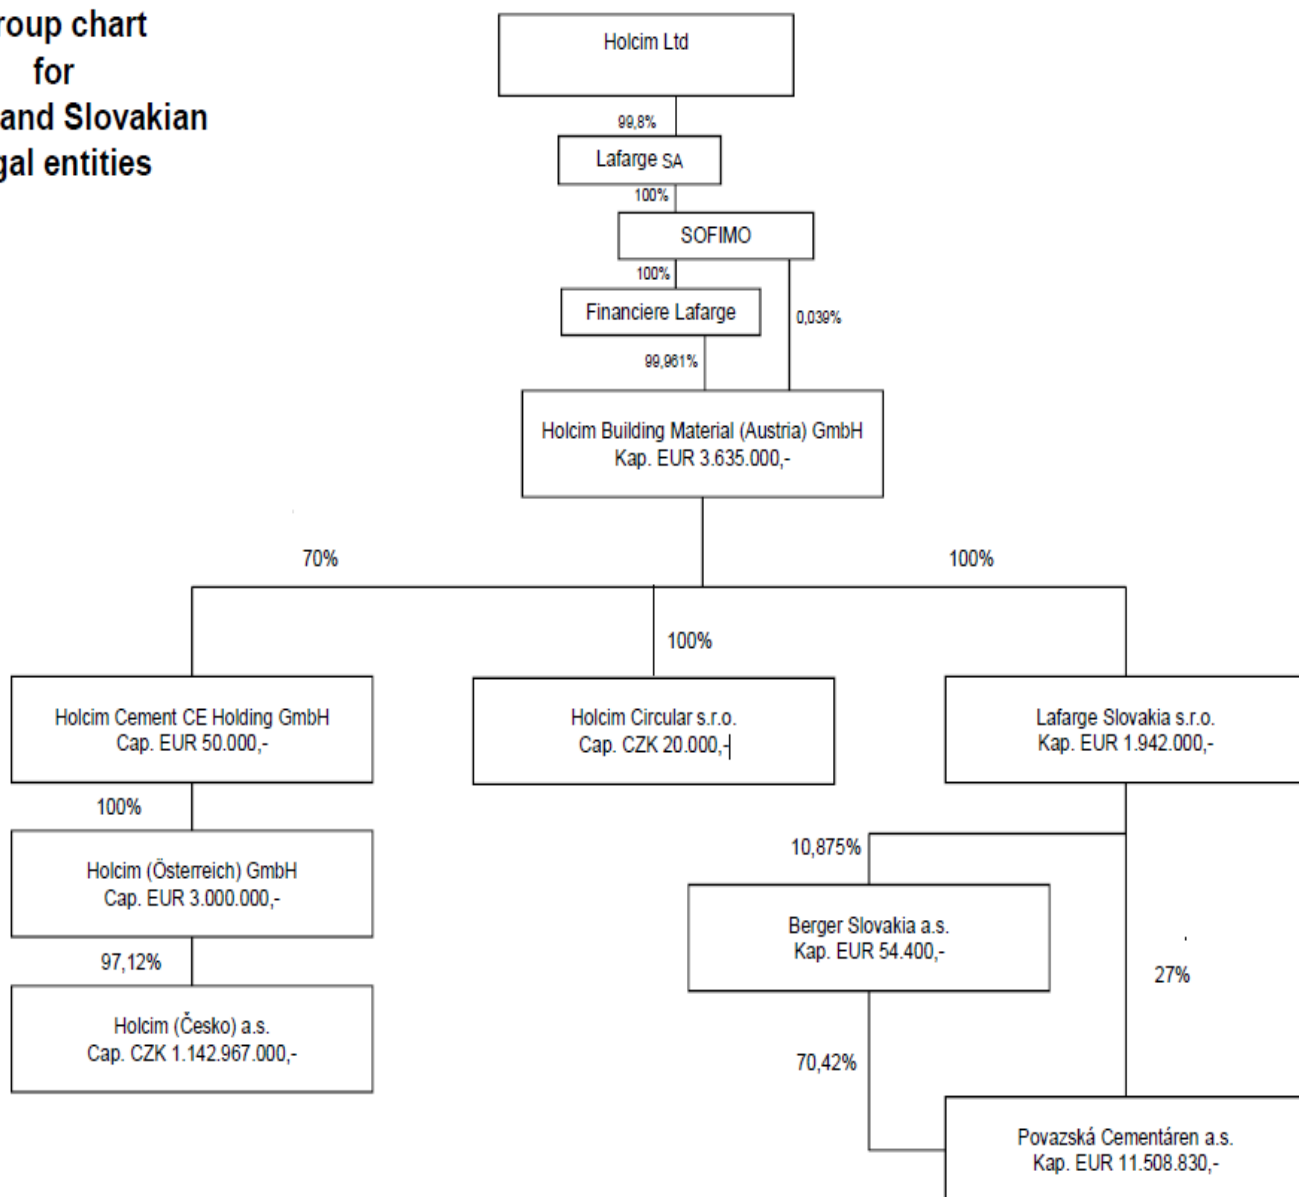 roup chart
for
and Slovakian
gal entities
Holcim Ltd
99,8%
Lafarge SA
100%
SOFIMO
100%
Financiere Lafarge
0,039%
99,961%
Holcim Building Material (Austria) GmbH
Kap. EUR 3.635.000,-
70%
100%
100%
Holcim Cement CE Holding GmbH
Cap. EUR 50.000,-
Holcim Circular s.r.o.
Cap. CZK 20.000,-
Lafarge Slovakia s.r.o.
Kap. EUR 1.942.000,-
100%
Holcim (Österreich) GmbH
Cap. EUR 3.000.000,-
10,875%
Berger Slovakia a.s.
Kap. EUR 54.400,-
97,12%
27%
Holcim (Česko) a.s.
Cap. CZK 1.142.967.000,-
70,42%
Povazská Cementáren a.s.
Kap. EUR 11.508.830,-